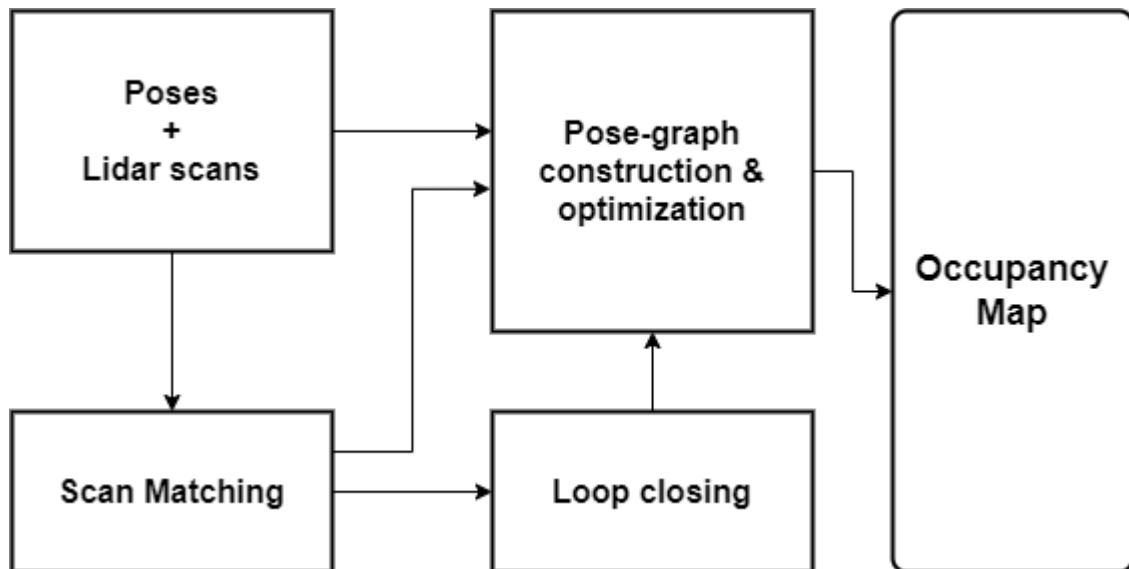 Poses
+
Lidar scans
Pose-graph
construction &
optimization
Occupancy
Map
Scan Matching
Loop closing